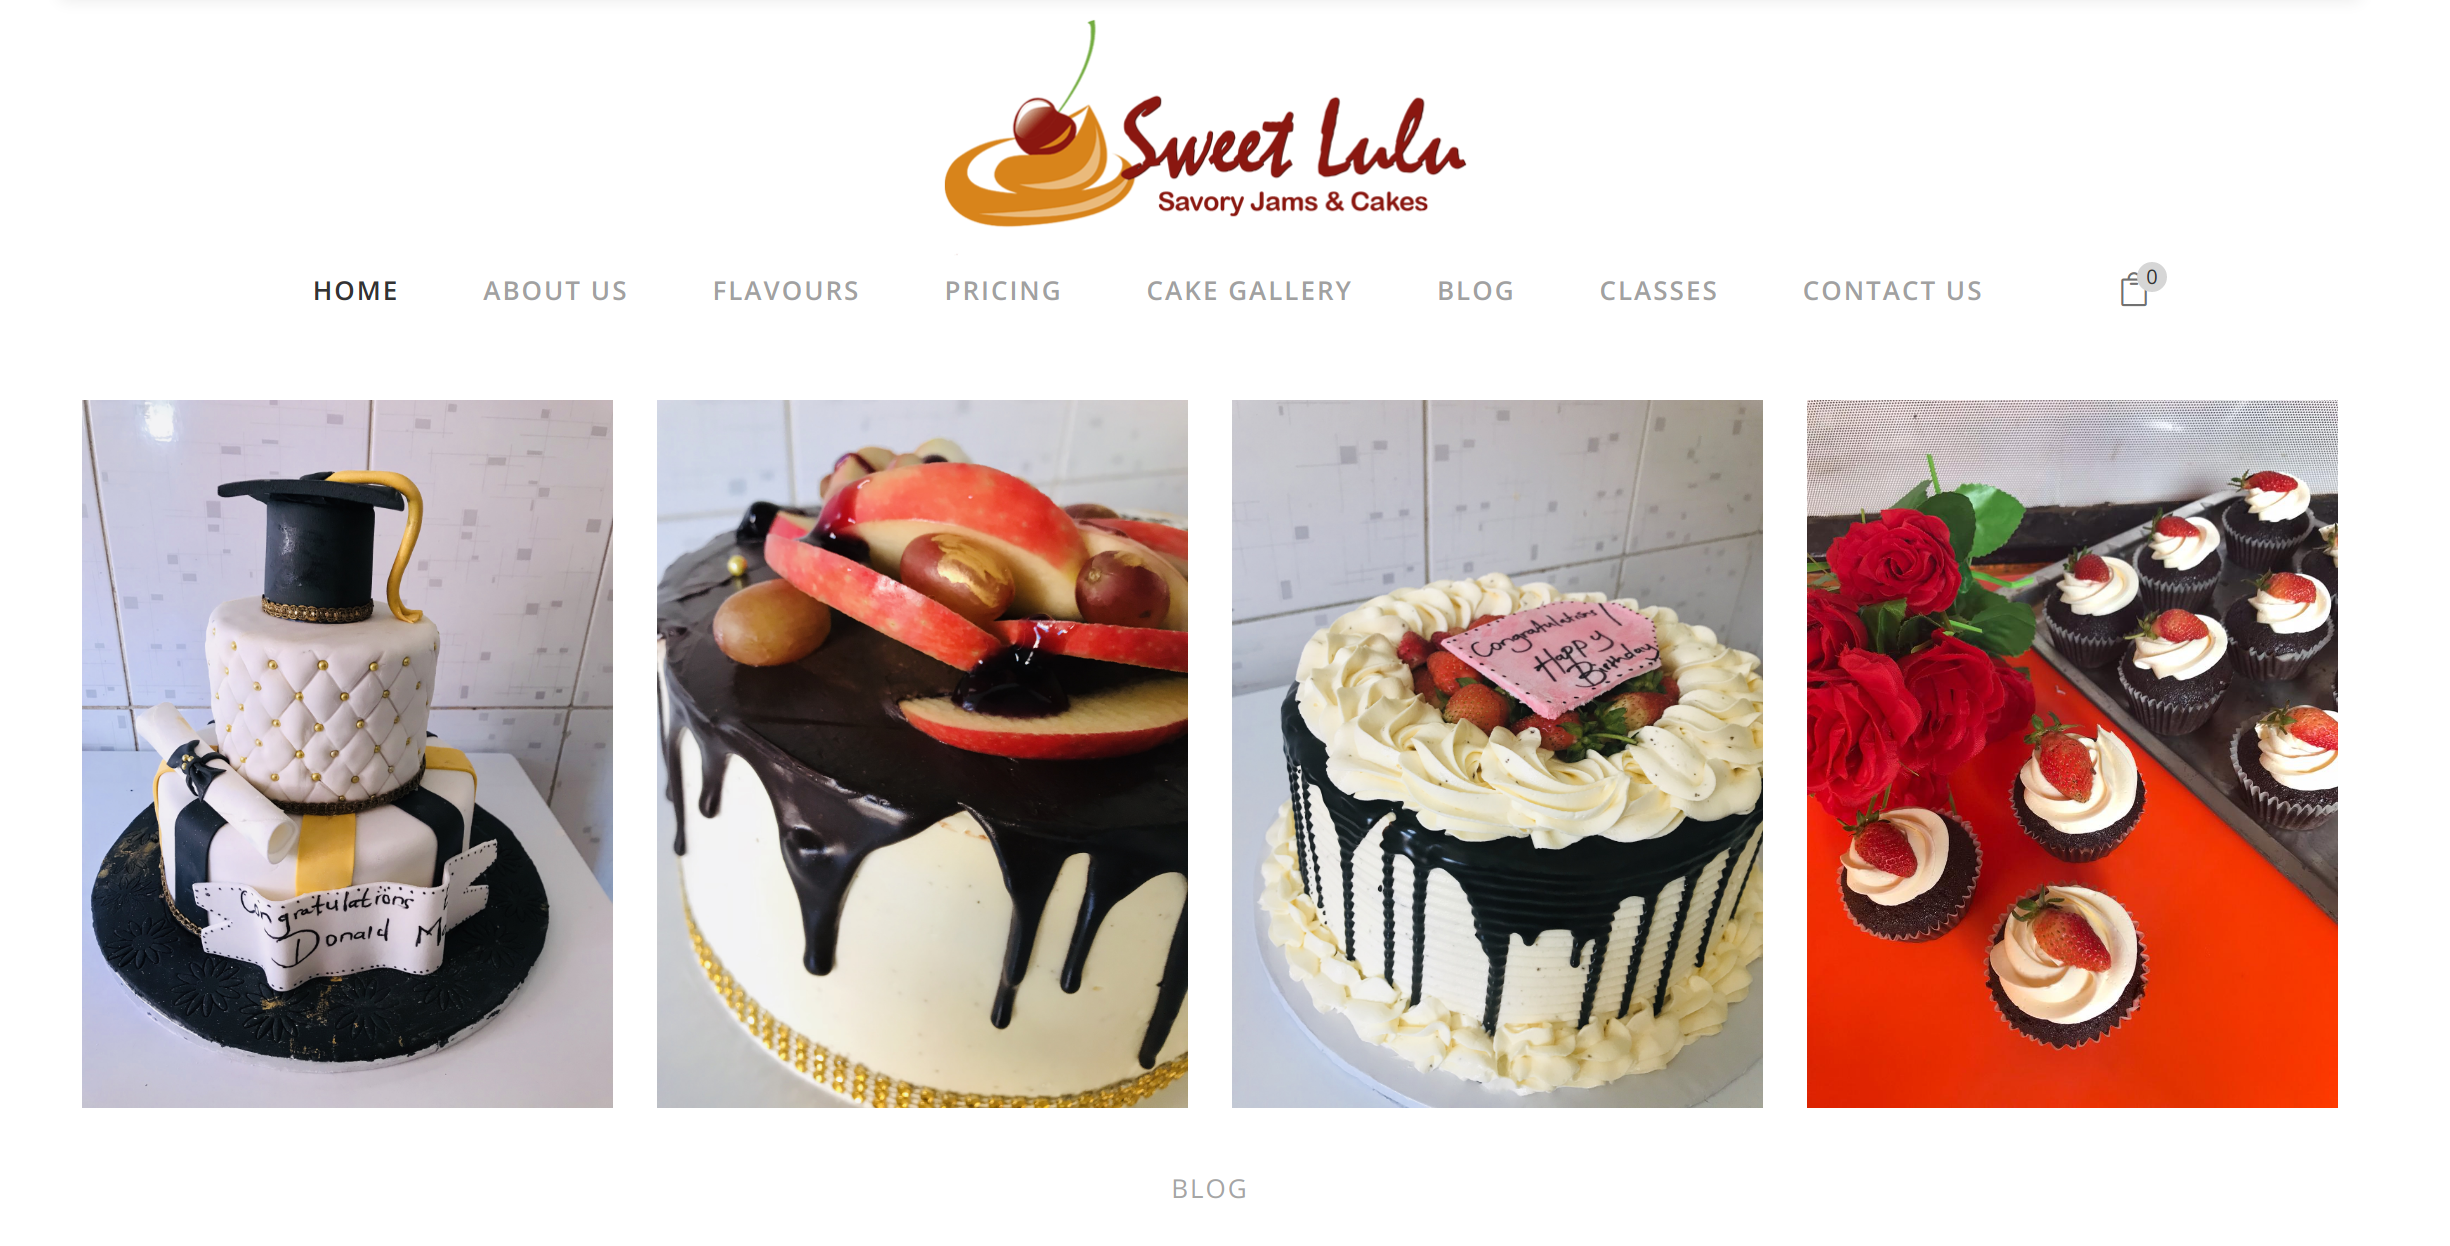 Sweet Lulu
Savory Jams & Cakes
HOME
ABOUT US
FLAVOURS
PRICING
CAKE GALLERY
BLOG
CLASSES
CONTACT US
0
Congratulations
Donald
Congratulations!
Happy
Birthday
BLOG